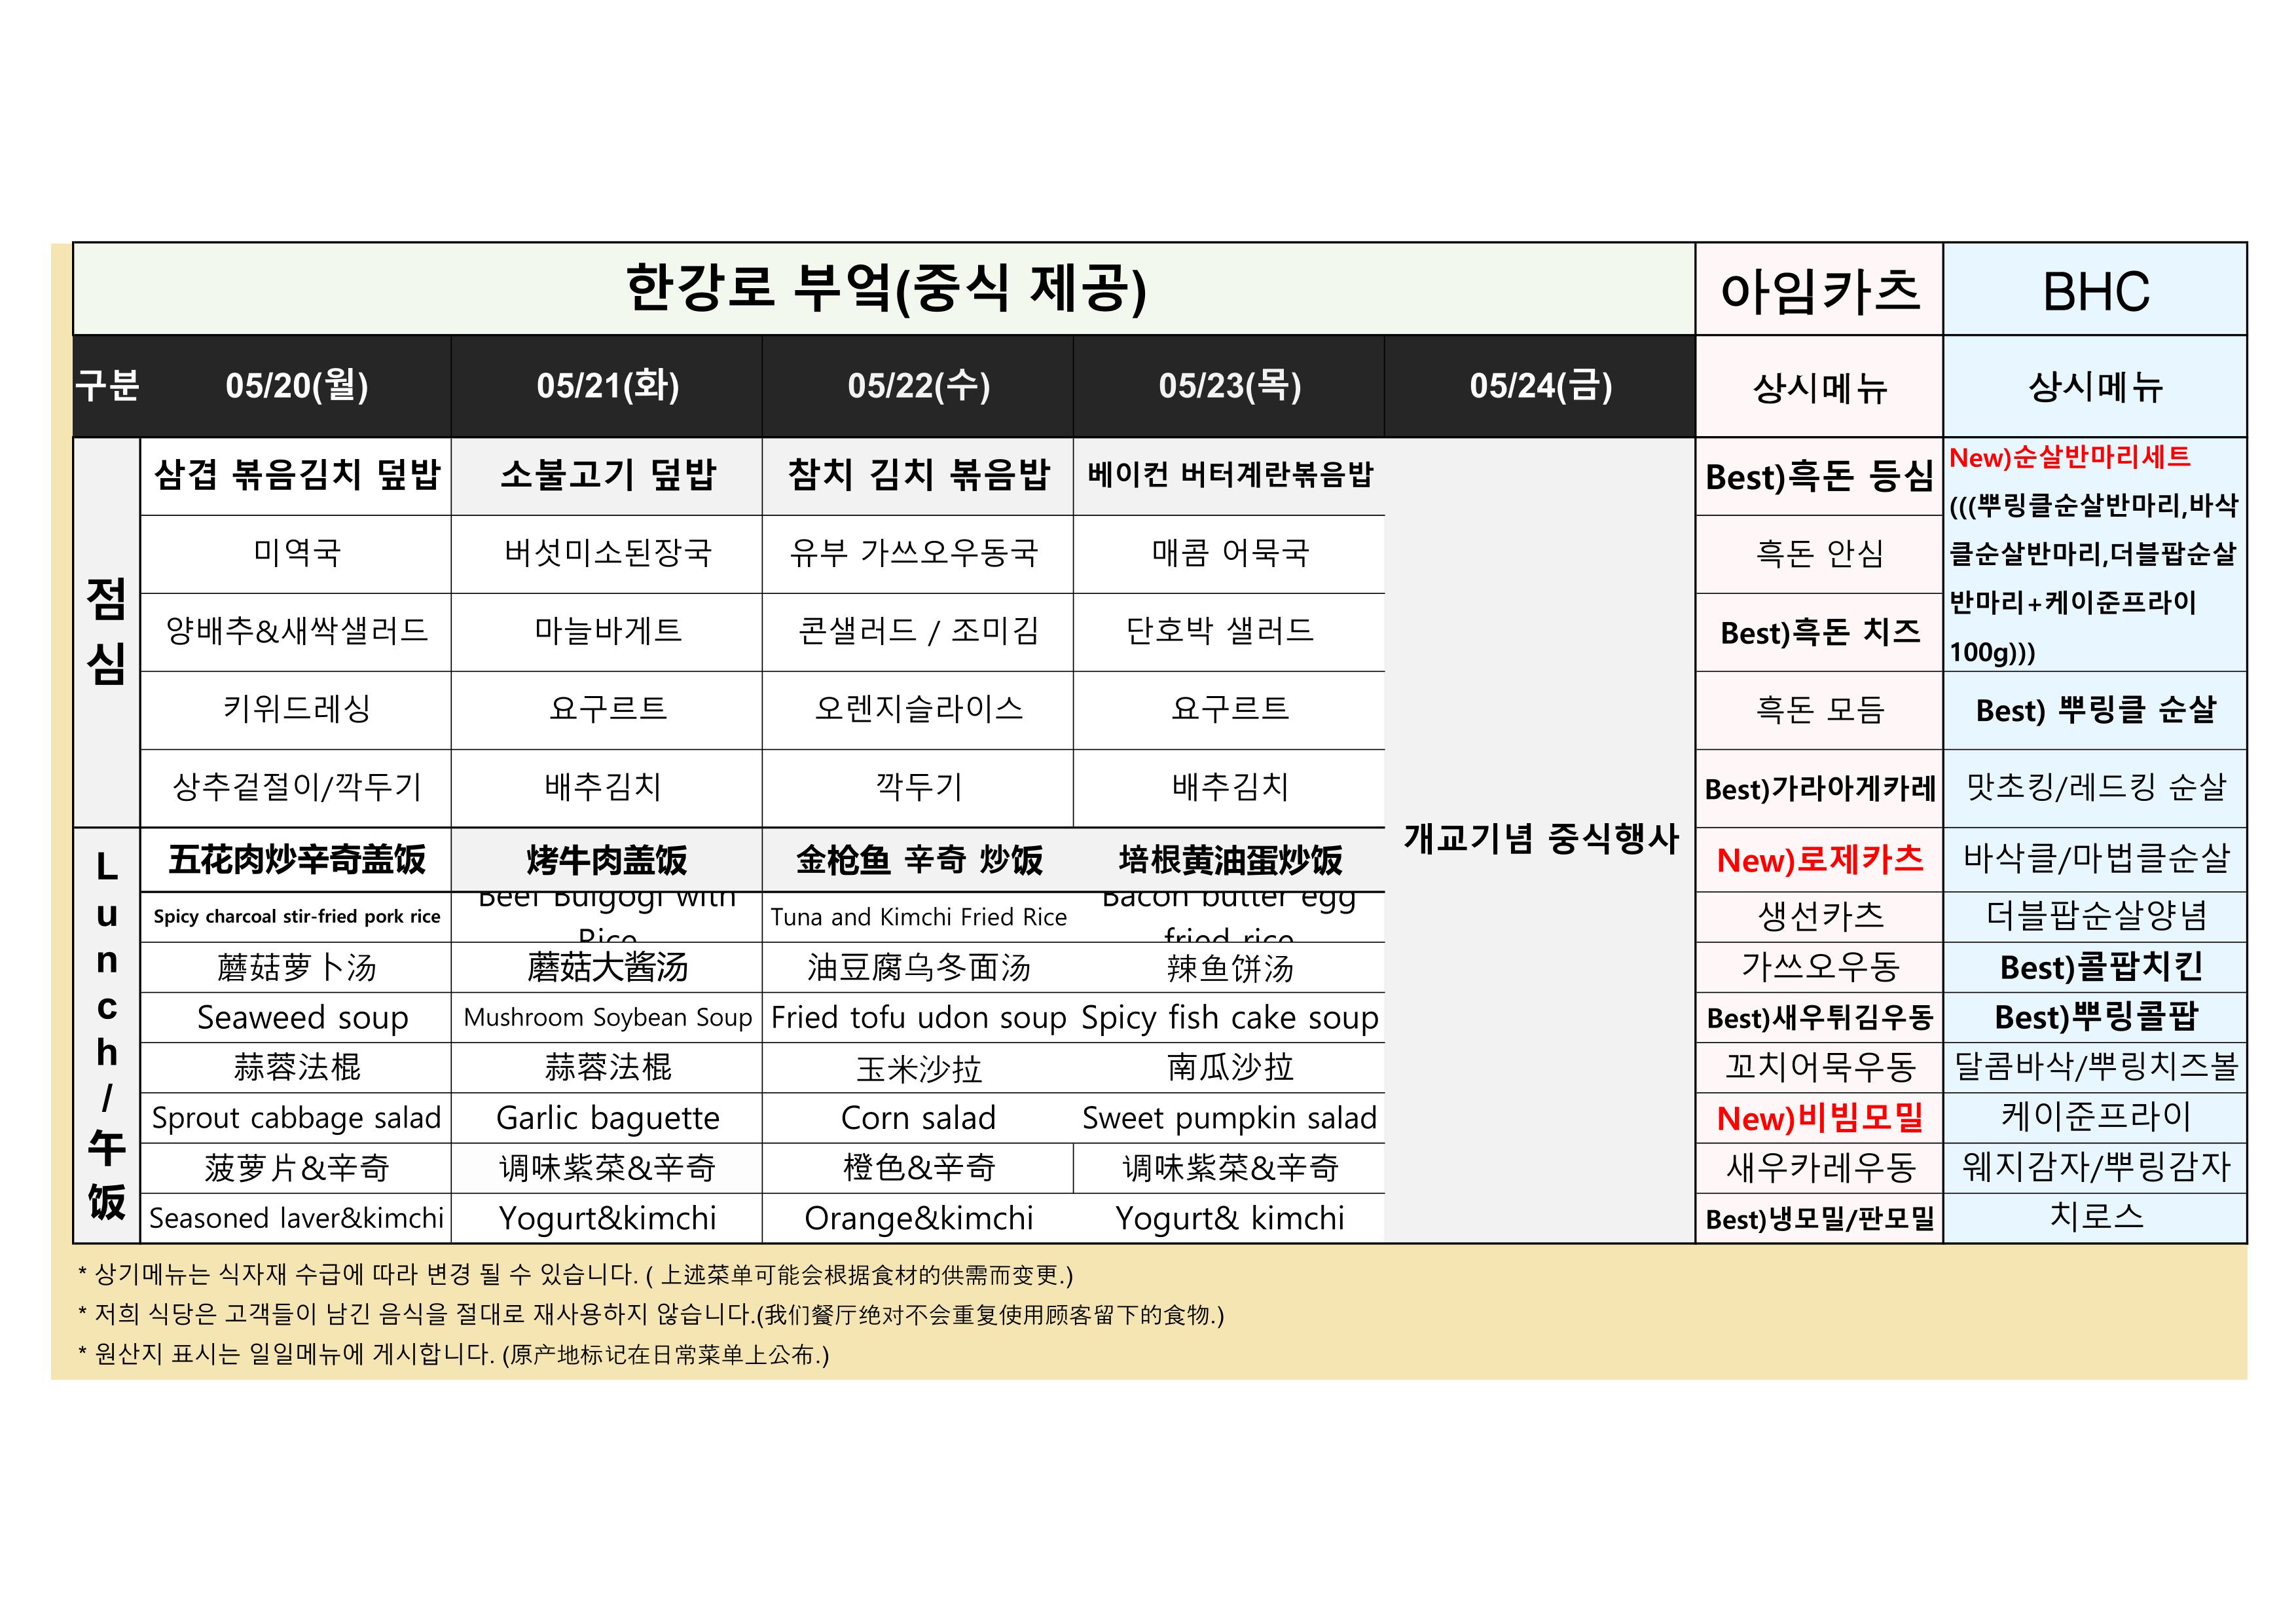 한강로 부엌(중식 제공) 아임카츠 BHC
구분 05/20(월) 05/21(화) 05/22(수) 05/23(목) 05/24(금) 상시메뉴 상시메뉴
점심
삼겹 볶음김치 덮밥 소불고기 덮밥 참치 김치 볶음밥 베이컨 버터계란볶음밥
미역국 버섯미소된장국 유부 가쓰오우동국 매콤 어묵국
양배추&새싹샐러드 마늘바게트 콘샐러드 / 조미김 단호박 샐러드
키위드레싱 요구르트 오렌지슬라이스 요구르트
상추겉절이/깍두기 배추김치 깍두기 배추김치
Lunch/午饭
五花肉炒辛奇盖饭 烤牛肉盖饭 金枪鱼 辛奇 炒饭 培根黄油蛋炒饭
Spicy charcoal stir-fried pork rice Beef Bulgogi with Rice Tuna and Kimchi Fried Rice Bacon butter egg fried rice
蘑菇萝卜汤 蘑菇大酱汤 油豆腐乌冬面汤 辣鱼饼汤
Seaweed soup Mushroom Soybean Soup Fried tofu udon soup Spicy fish cake soup
蒜蓉法棍 蒜蓉法棍 玉米沙拉 南瓜沙拉
Sprout cabbage salad Garlic baguette Corn salad Sweet pumpkin salad
菠萝片&辛奇 调味紫菜&辛奇 橙色&辛奇 调味紫菜&辛奇
Seasoned laver&kimchi Yogurt&kimchi Orange&kimchi Yogurt& kimchi
개교기념 중식행사
Best)흑돈 등심
흑돈 안심
Best)흑돈 치즈
흑돈 모듬
Best)가라아게카레
New)로제카츠
생선카츠
가쓰오우동
Best)새우튀김우동
꼬치어묵우동
New)비빔모밀
새우카레우동
Best)냉모밀/판모밀
New)순살반마리세트
(((뿌링클순살반마리,바삭
클순살반마리,더블팝순살
반마리+케이준프라이
100g)))
Best) 뿌링클 순살
맛초킹/레드킹 순살
바삭클/마법클순살
더블팝순살양념
Best)콜팝치킨
Best)뿌링콜팝
달콤바삭/뿌링치즈볼
케이준프라이
웨지감자/뿌링감자
치로스
* 상기메뉴는 식자재 수급에 따라 변경 될 수 있습니다. ( 上述菜单可能会根据食材的供需而变更.)
* 저희 식당은 고객들이 남긴 음식을 절대로 재사용하지 않습니다.(我们餐厅绝对不会重复使用顾客留下的食物.)
* 원산지 표시는 일일메뉴에 게시합니다. (原产地标记在日常菜单上公布.)